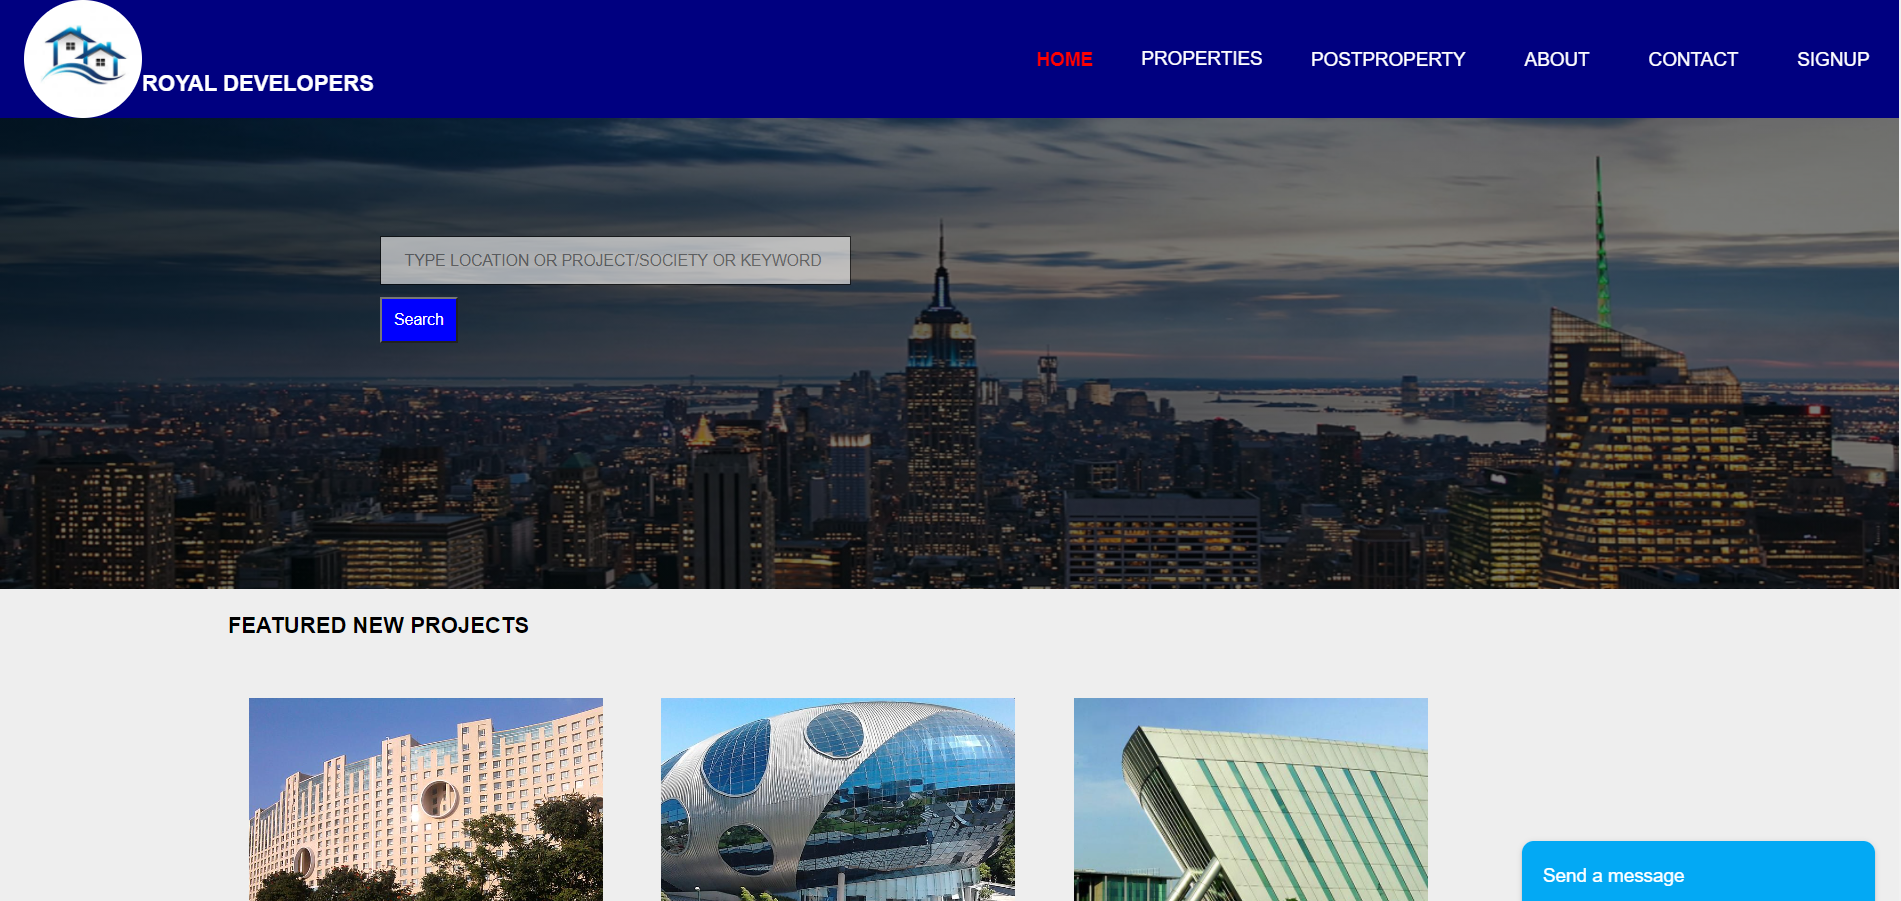 ROYAL DEVELOPERS
HOME PROPERTIES POSTPROPERTY ABOUT CONTACT SIGNUP
TYPE LOCATION OR PROJECT/SOCIETY OR KEYWORD
Search
FEATURED NEW PROJECTS
Send a message